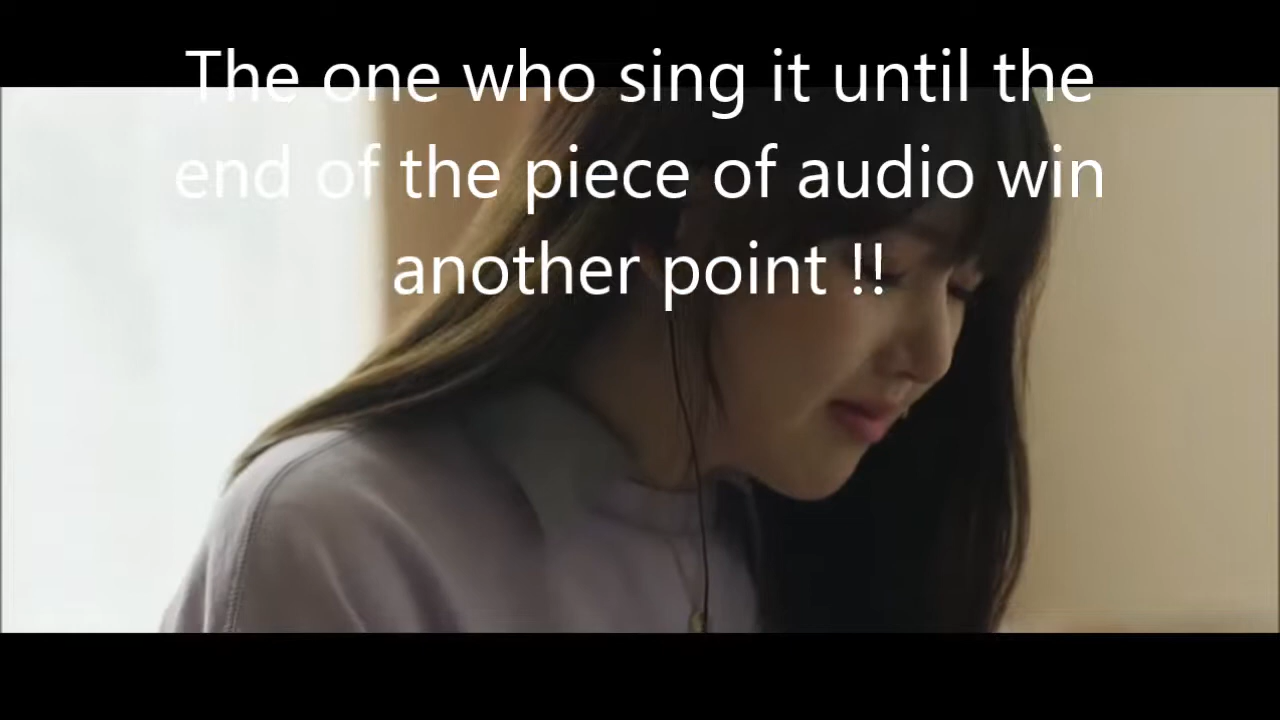 The one who sing it until the
end of the piece of audio win
another point !!